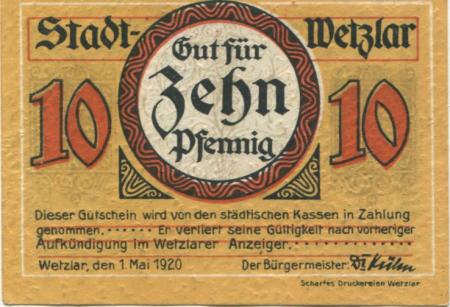 Stadt- Wetzlar
Gut für
10 Zehn 10
Pfennig
Dieser Gutschein wird von den städtischen Kassen in Zahlung
genommen. · · · · · · Er verliert seine Gültigkeit nach vorheriger
Aufkündigung im Wetzlarer Anzeiger. · · · · · · · · · · · ·
Wetzlar, den 1. Mai 1920 Der Bürgermeister: Dr Kühn
Scharfes Druckereien Wetzlar